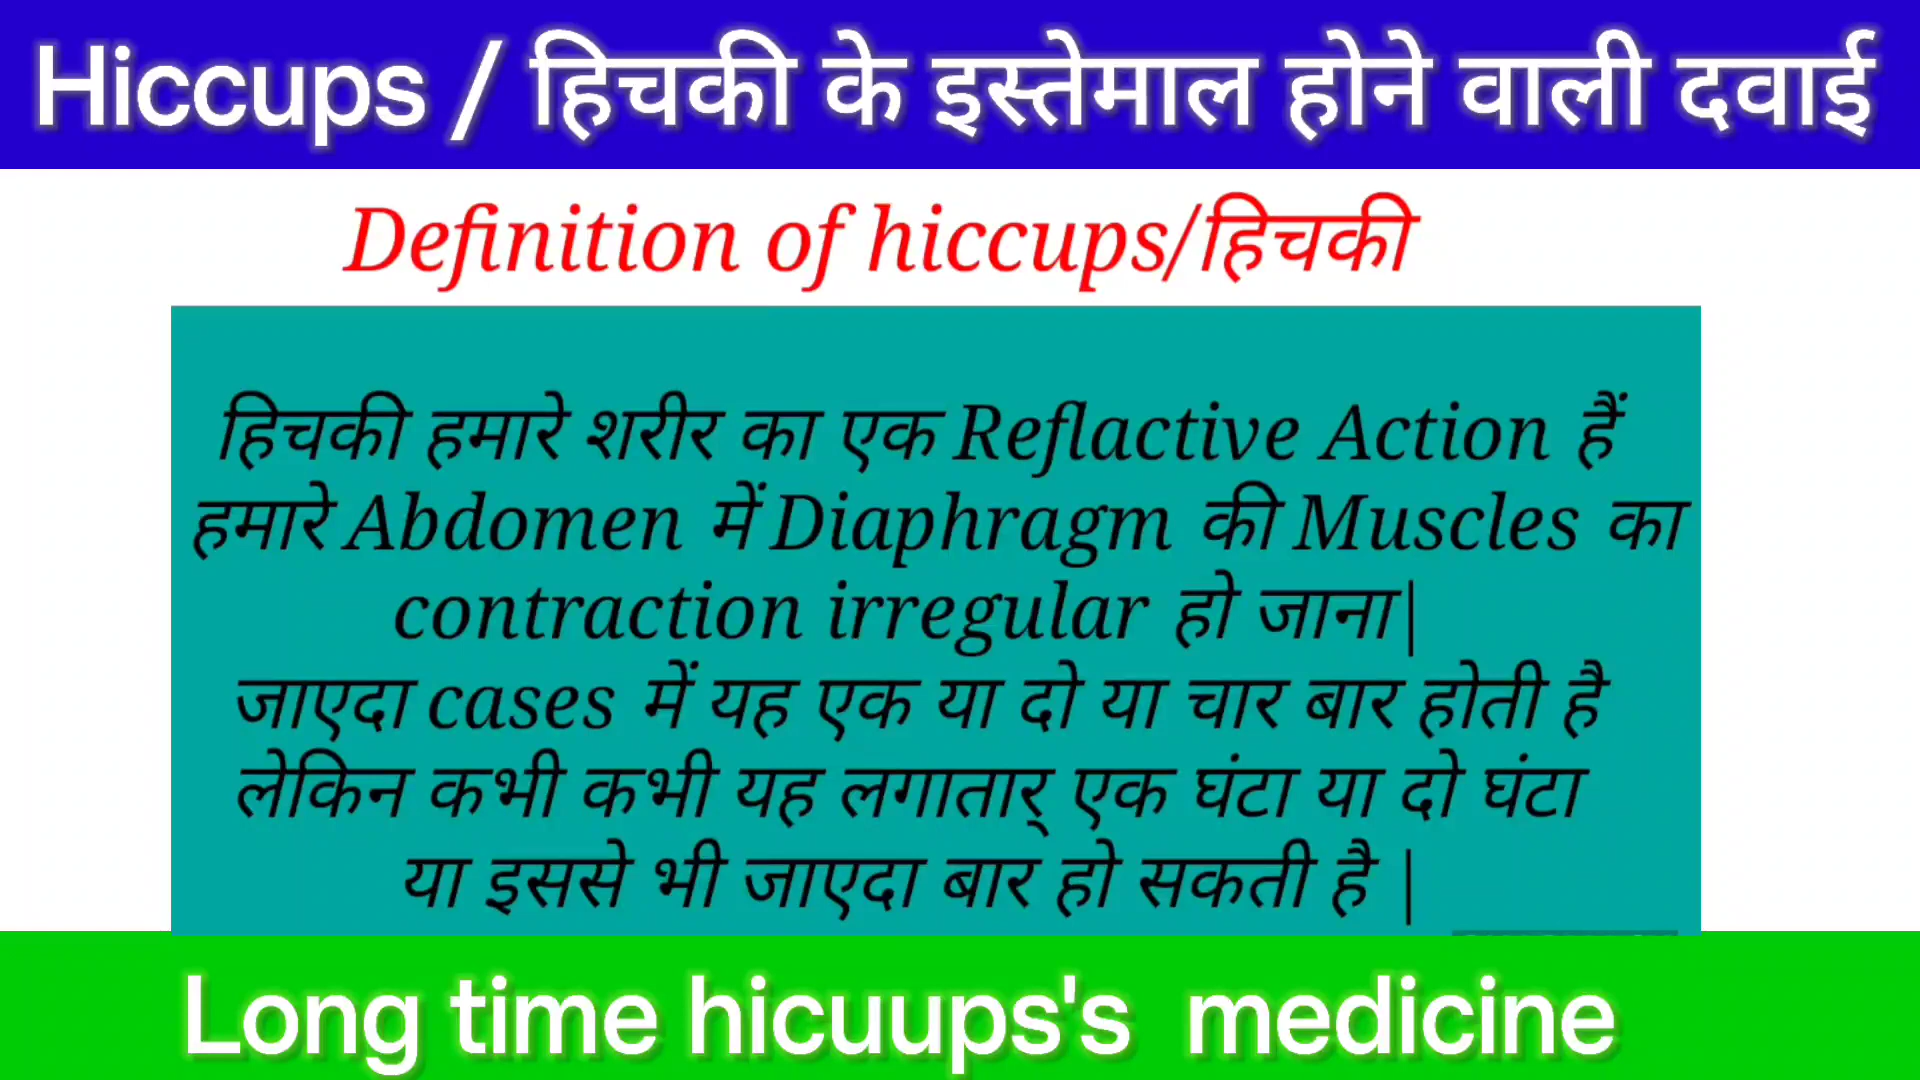 Hiccups / हिचकी के इस्तेमाल होने वाली दवाई
Definition of hiccups/हिचकी
हिचकी हमारे शरीर का एक Reflactive Action हैं
हमारे Abdomen में Diaphragm की Muscles का
contraction irregular हो जाना|
जाएदा cases में यह एक या दो या चार बार होती है
लेकिन कभी कभी यह लगातार् एक घंटा या दो घंटा
या इससे भी जाएदा बार हो सकती है |
Long time hicuups's medicine